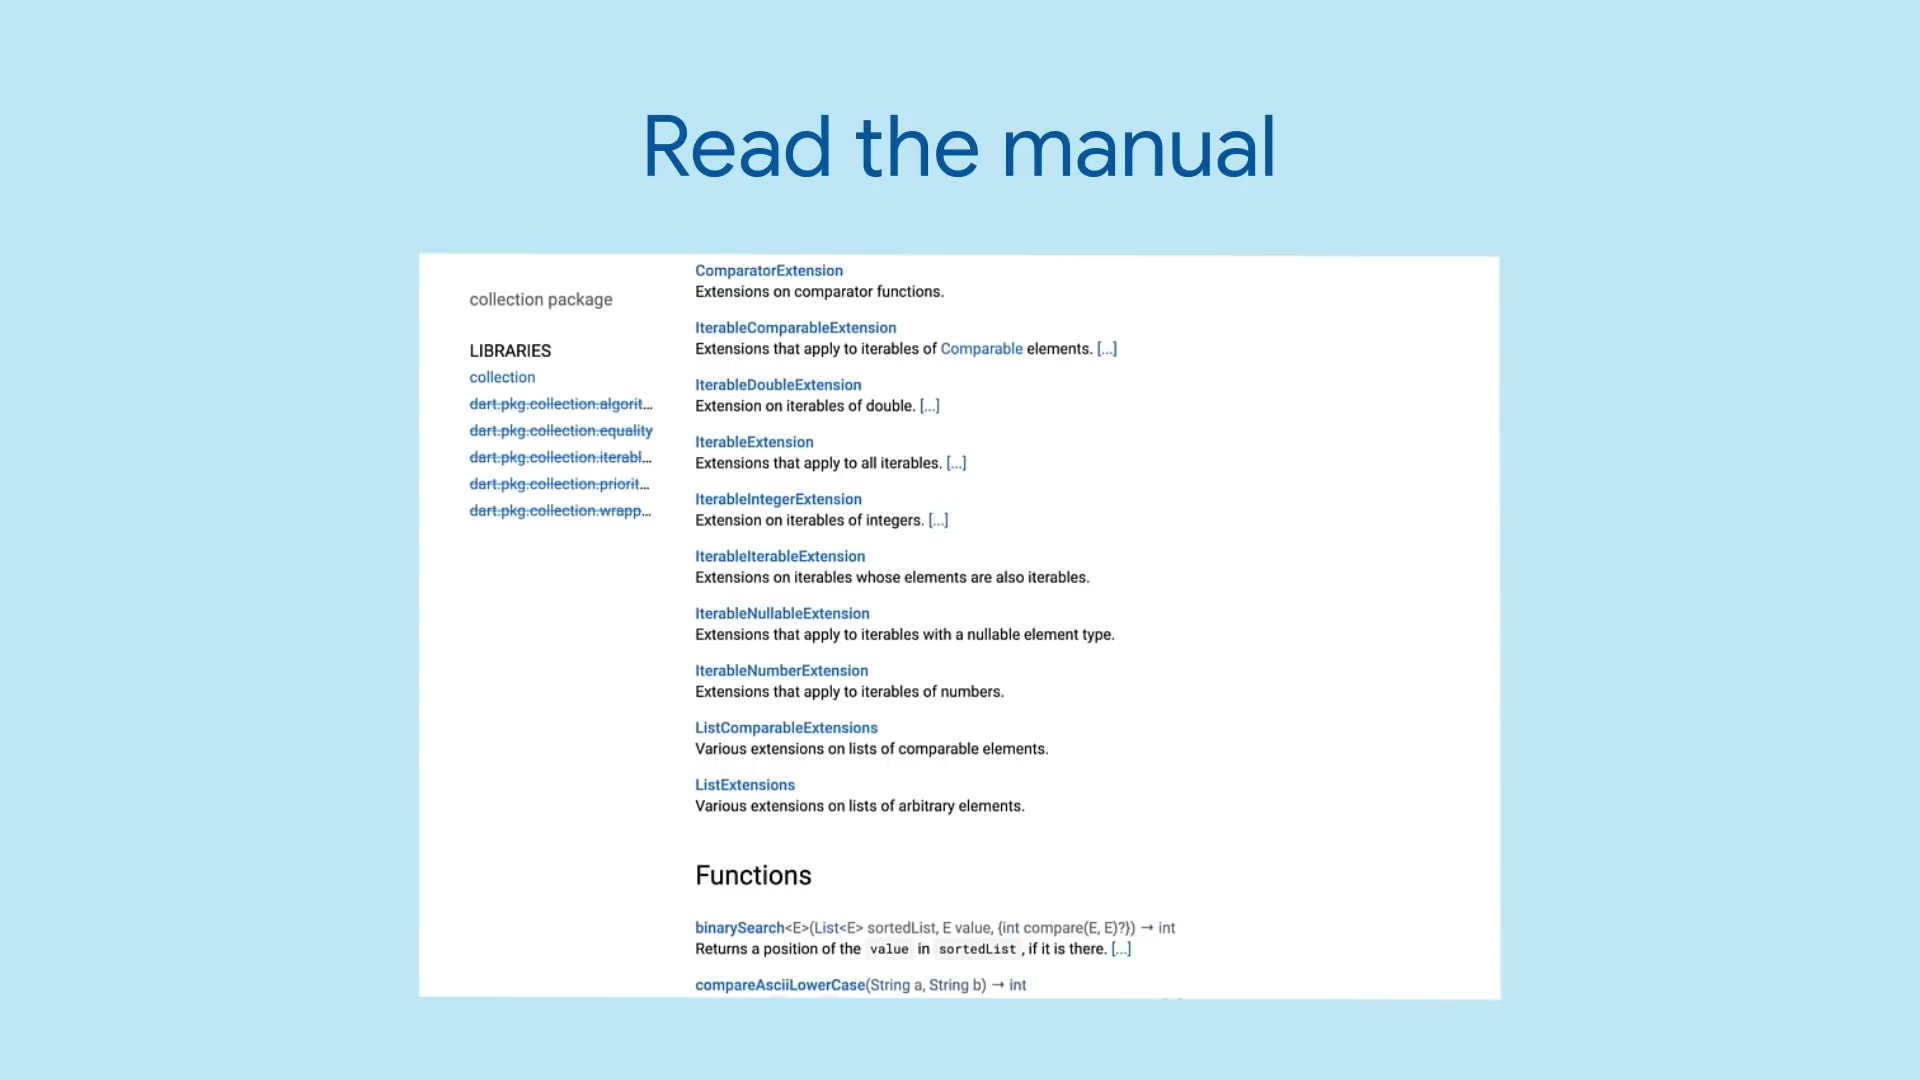 Read the manual
collection package
LIBRARIES
collection
dart.pkg.collection.algorit...
dart.pkg.collection.equality
dart.pkg.collection.iterabl...
dart.pkg.collection.priorit...
dart.pkg.collection.wrapp...
ComparatorExtension
Extensions on comparator functions.
IterableComparableExtension
Extensions that apply to iterables of Comparable elements. [...]
IterableDoubleExtension
Extension on iterables of double. [...]
IterableExtension
Extensions that apply to all iterables. [...]
IterableIntegerExtension
Extension on iterables of integers. [...]
IterableIterableExtension
Extensions on iterables whose elements are also iterables.
IterableNullableExtension
Extensions that apply to iterables with a nullable element type.
IterableNumberExtension
Extensions that apply to iterables of numbers.
ListComparableExtensions
Various extensions on lists of comparable elements.
ListExtensions
Various extensions on lists of arbitrary elements.
Functions
binarySearch<E>(List<E> sortedList, E value, {int compare(E, E)?}) → int
Returns a position of the value in sortedList, if it is there. [...]
compareAsciiLowerCase(String a, String b) → int